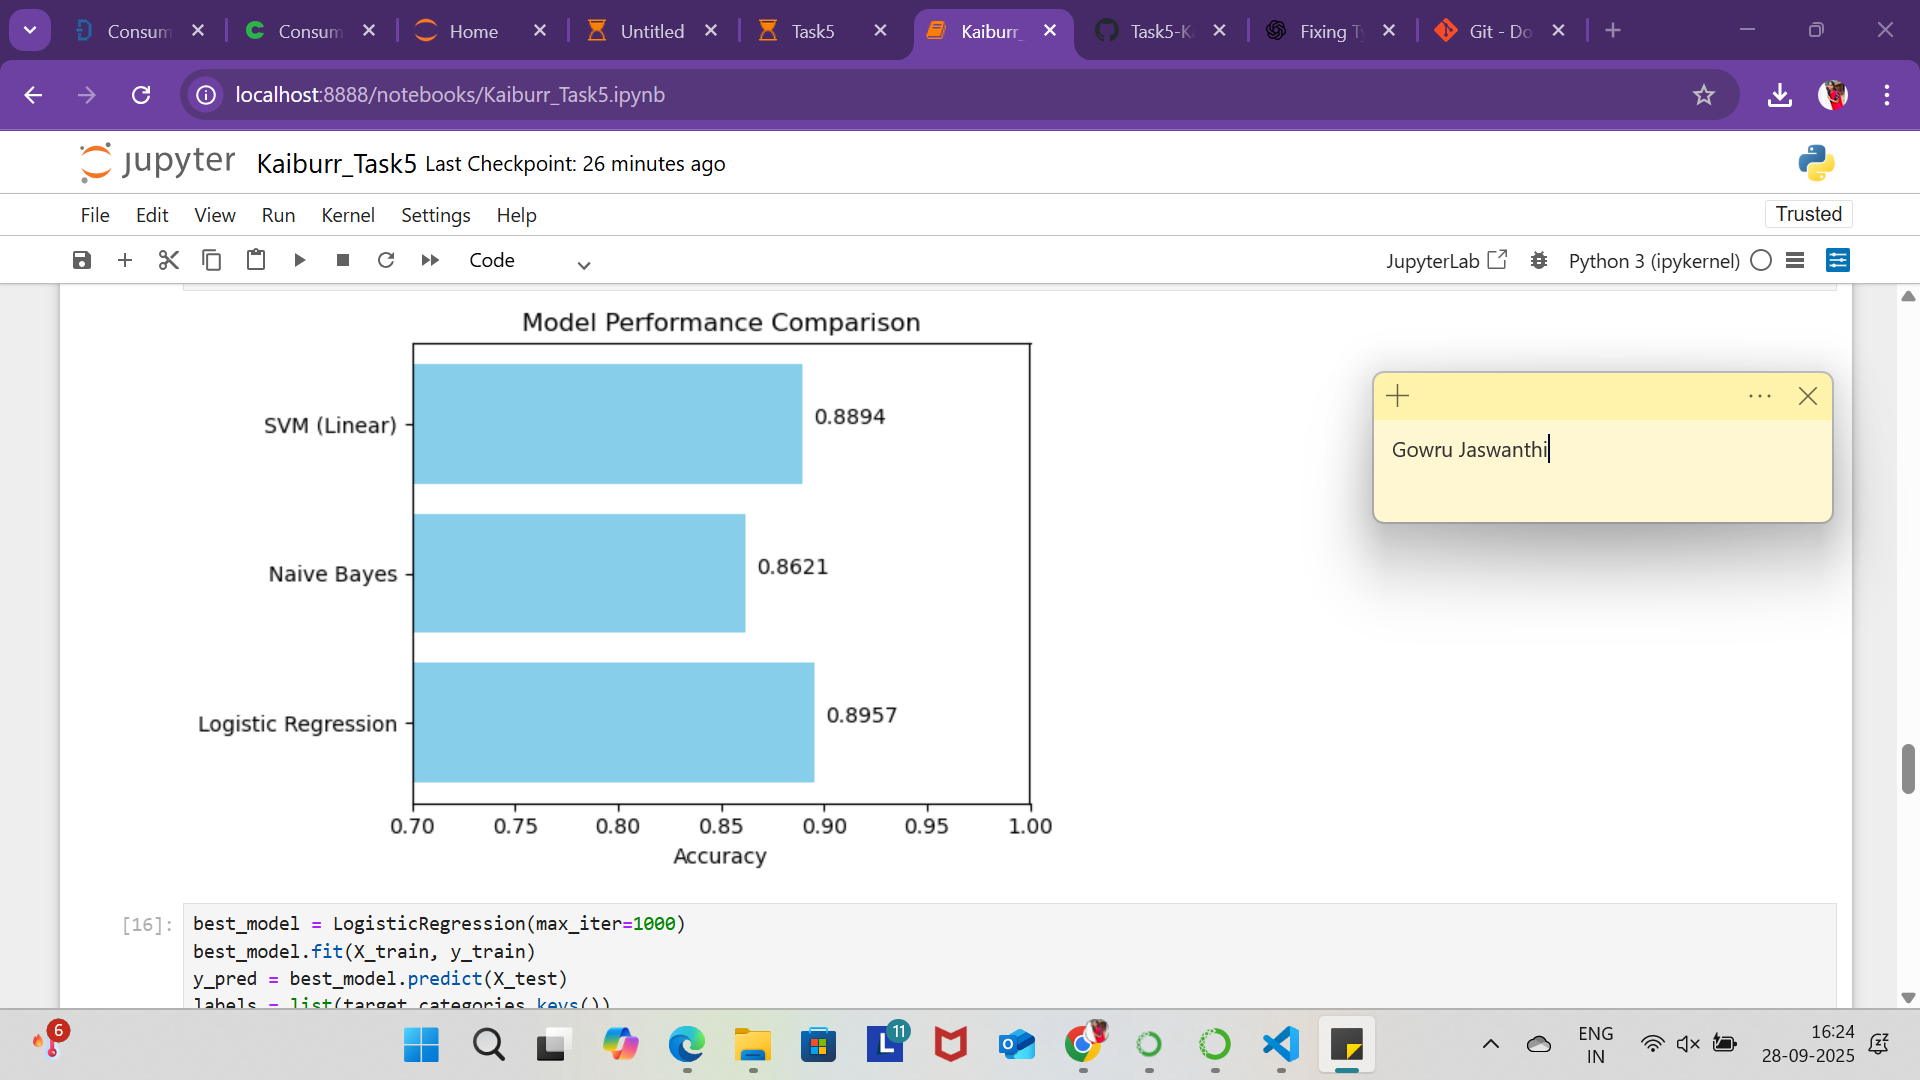 Consum
Consum
Home
Untitled
Task5
Kaiburr_
Task5-K
Fixing T
Git - Do
localhost:8888/notebooks/Kaiburr_Task5.ipynb
jupyter Kaiburr_Task5 Last Checkpoint: 26 minutes ago
File Edit View Run Kernel Settings Help
Trusted
Code
JupyterLab
Python 3 (ipykernel)
Model Performance Comparison
SVM (Linear)
0.8894
Naive Bayes
0.8621
Logistic Regression
0.8957
0.70 0.75 0.80 0.85 0.90 0.95 1.00
Accuracy
Gowru Jaswanthi
[16]:
best_model = LogisticRegression(max_iter=1000)
best_model.fit(X_train, y_train)
y_pred = best_model.predict(X_test)
labels = list(target_categories.keys())
6
11
ENG
IN
16:24
28-09-2025